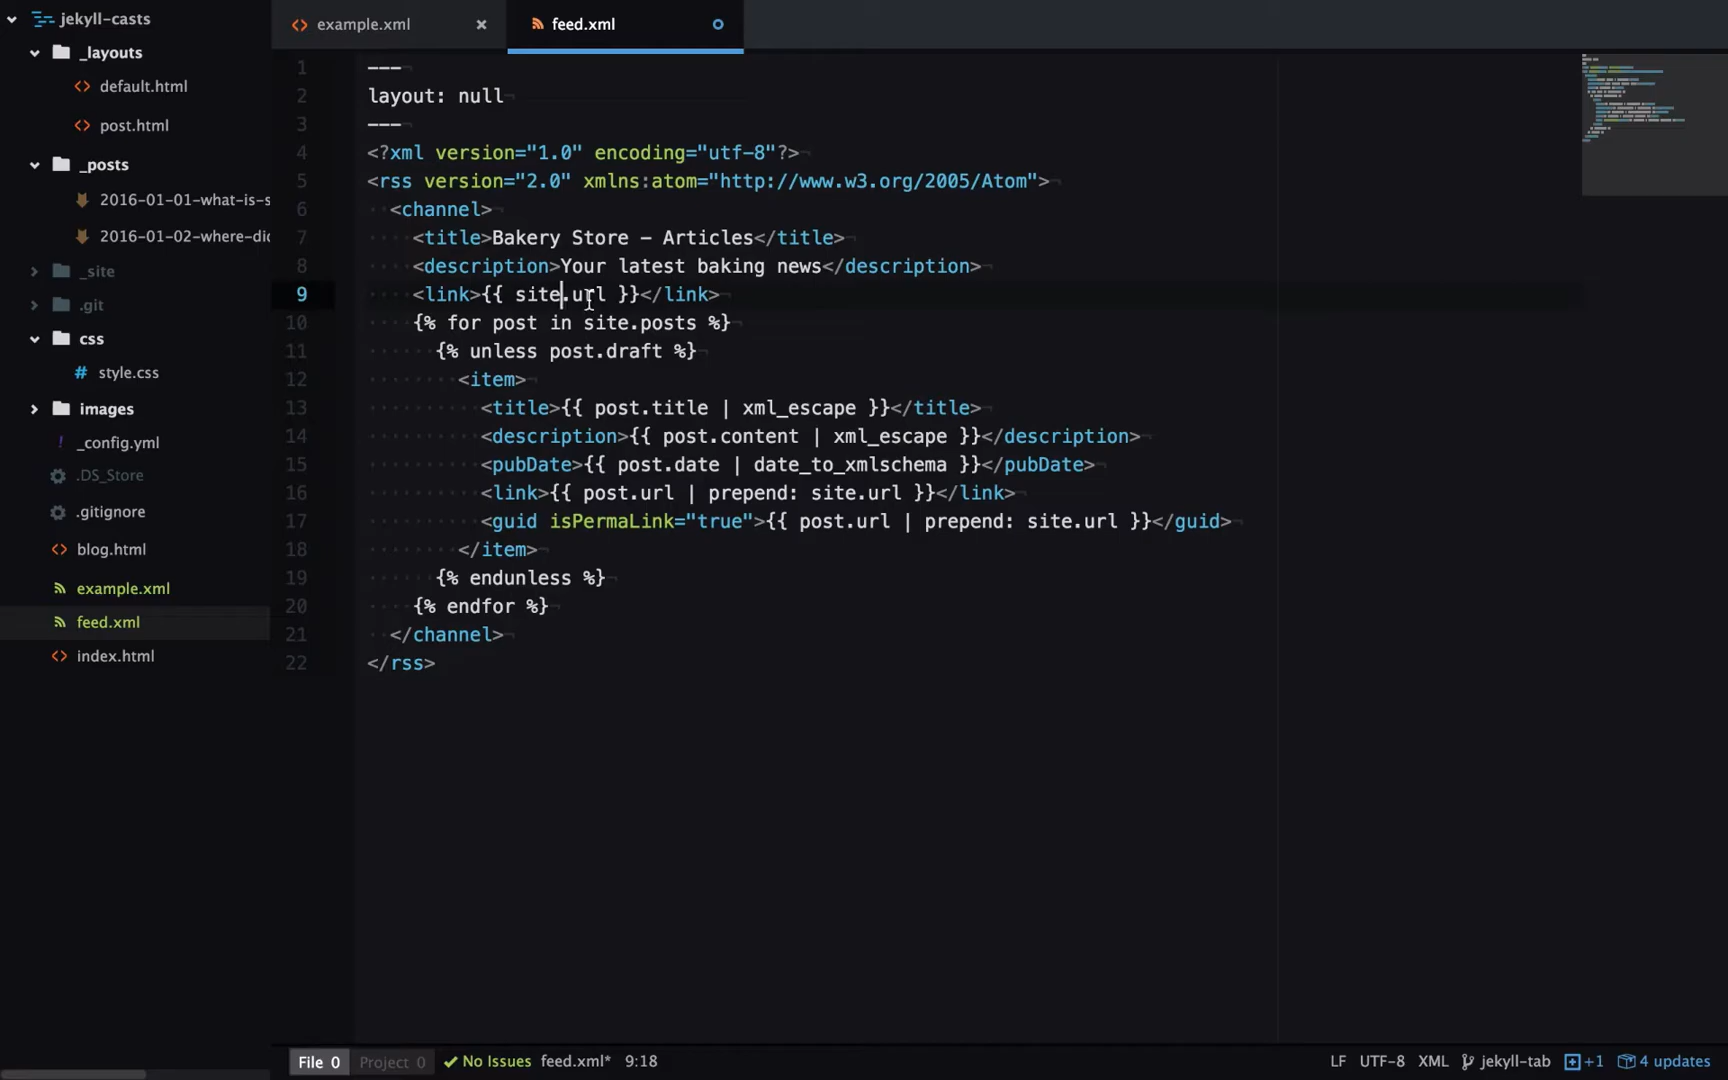 jekyll-casts
_layouts
default.html
post.html
_posts
2016-01-01-what-is-s
2016-01-02-where-did
_site
.git
css
# style.css
images
! _config.yml
.DS_Store
.gitignore
blog.html
example.xml
feed.xml
index.html
example.xml ×
feed.xml
1 ---
2 layout: null
3 ---
4 <?xml version="1.0" encoding="utf-8"?>
5 <rss version="2.0" xmlns:atom="http://www.w3.org/2005/Atom">
6 <channel>
7 <title>Bakery Store - Articles</title>
8 <description>Your latest baking news</description>
9 <link>{{ site.url }}</link>
10 {% for post in site.posts %}
11 {% unless post.draft %}
12 <item>
13 <title>{{ post.title | xml_escape }}</title>
14 <description>{{ post.content | xml_escape }}</description>
15 <pubDate>{{ post.date | date_to_xmlschema }}</pubDate>
16 <link>{{ post.url | prepend: site.url }}</link>
17 <guid isPermaLink="true">{{ post.url | prepend: site.url }}</guid>
18 </item>
19 {% endunless %}
20 {% endfor %}
21 </channel>
22 </rss>
File 0 Project 0 No Issues feed.xml* 9:18 LF UTF-8 XML jekyll-tab +1 4 updates